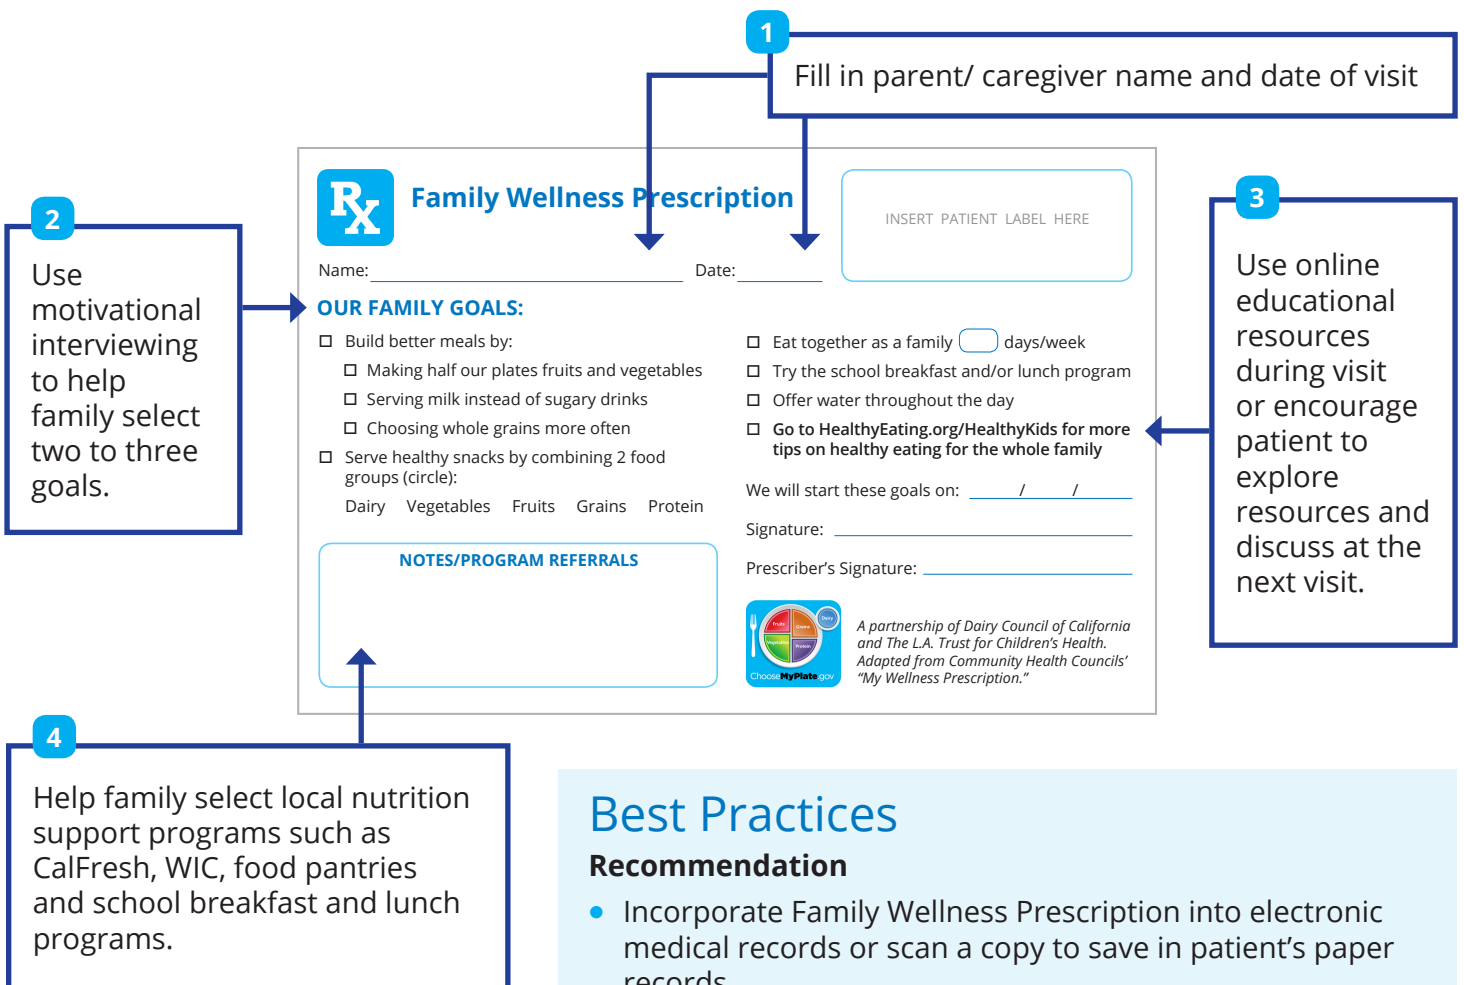 1
Fill in parent/ caregiver name and date of visit
Rx
Family Wellness Prescription
INSERT PATIENT LABEL HERE
Name:
Date:
2
Use
motivational
interviewing
to help
family select
two to three
goals.
OUR FAMILY GOALS:
Build better meals by:
Making half our plates fruits and vegetables
Serving milk instead of sugary drinks
Choosing whole grains more often
Serve healthy snacks by combining 2 food
groups (circle):
Dairy Vegetables Fruits Grains Protein
NOTES/PROGRAM REFERRALS
Eat together as a family days/week
Try the school breakfast and/or lunch program
Offer water throughout the day
Go to HealthyEating.org/HealthyKids for more
tips on healthy eating for the whole family
We will start these goals on: / /
Signature:
Prescriber's Signature:
Fruits
Grains
Dairy
Vegetables
Protein
ChooseMyPlate.gov
A partnership of Dairy Council of California
and The L.A. Trust for Children's Health.
Adapted from Community Health Councils'
"My Wellness Prescription."
3
Use online
educational
resources
during visit
or encourage
patient to
explore
resources and
discuss at the
next visit.
4
Help family select local nutrition
support programs such as
CalFresh, WIC, food pantries
and school breakfast and lunch
programs.
Best Practices
Recommendation
• Incorporate Family Wellness Prescription into electronic
medical records or scan a copy to save in patient's paper
records